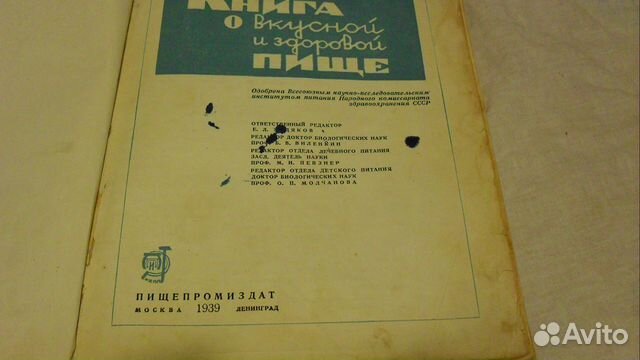 КНИГА
О ВКУСНОЙ
И ЗДОРОВОЙ
ПИЩЕ
Одобрена Всесоюзным научно-исследовательским
институтом питания Народного комиссариата
здравоохранения СССР
ОТВЕТСТВЕННЫЙ РЕДАКТОР
Е. Л.
РЕДАКТОР ДОКТОР БИОЛОГИЧЕСКИХ НАУК
ПРОФ. Б. В. ВИЛЕНКИН
РЕДАКТОР ОТДЕЛА ЛЕЧЕБНОГО ПИТАНИЯ
ЗАСЛ. ДЕЯТЕЛЬ НАУКИ
ПРОФ. М. И. ПЕВЗНЕР
РЕДАКТОР ОТДЕЛА ДЕТСКОГО ПИТАНИЯ
ДОКТОР БИОЛОГИЧЕСКИХ НАУК
ПРОФ. О. П. МОЛЧАНОВА
ПИЩЕПРОМИЗДАТ
МОСКВА 1939 ЛЕНИНГРАД
Avito